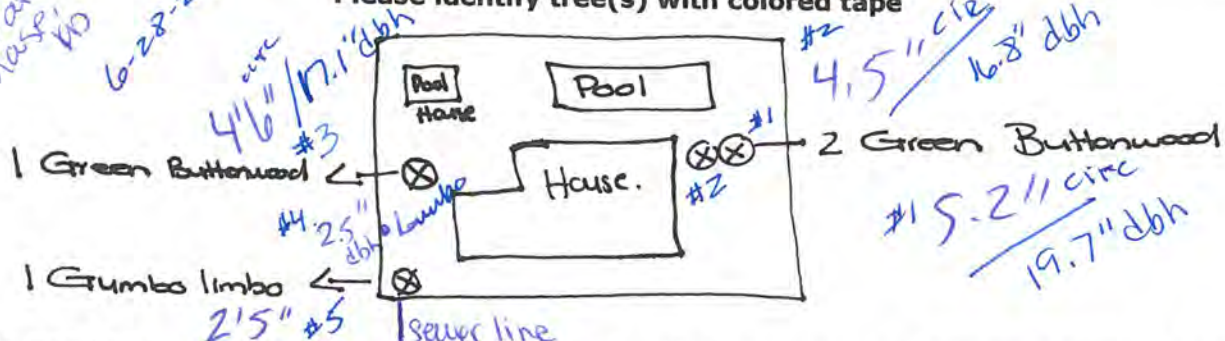 Please identify tree(s) with colored tape
6-28-2
4'6" circ / 17.1" dbh
#3
1 Green Buttonwood
Pool
House
Pool
#2
4.5" circ
16.8" dbh
#1
2 Green Buttonwood
#2
House.
#1 5.2" circ
19.7" dbh
#4 2.5"
dbh
1 Gumbo limbo
2'5" #5
sewer line